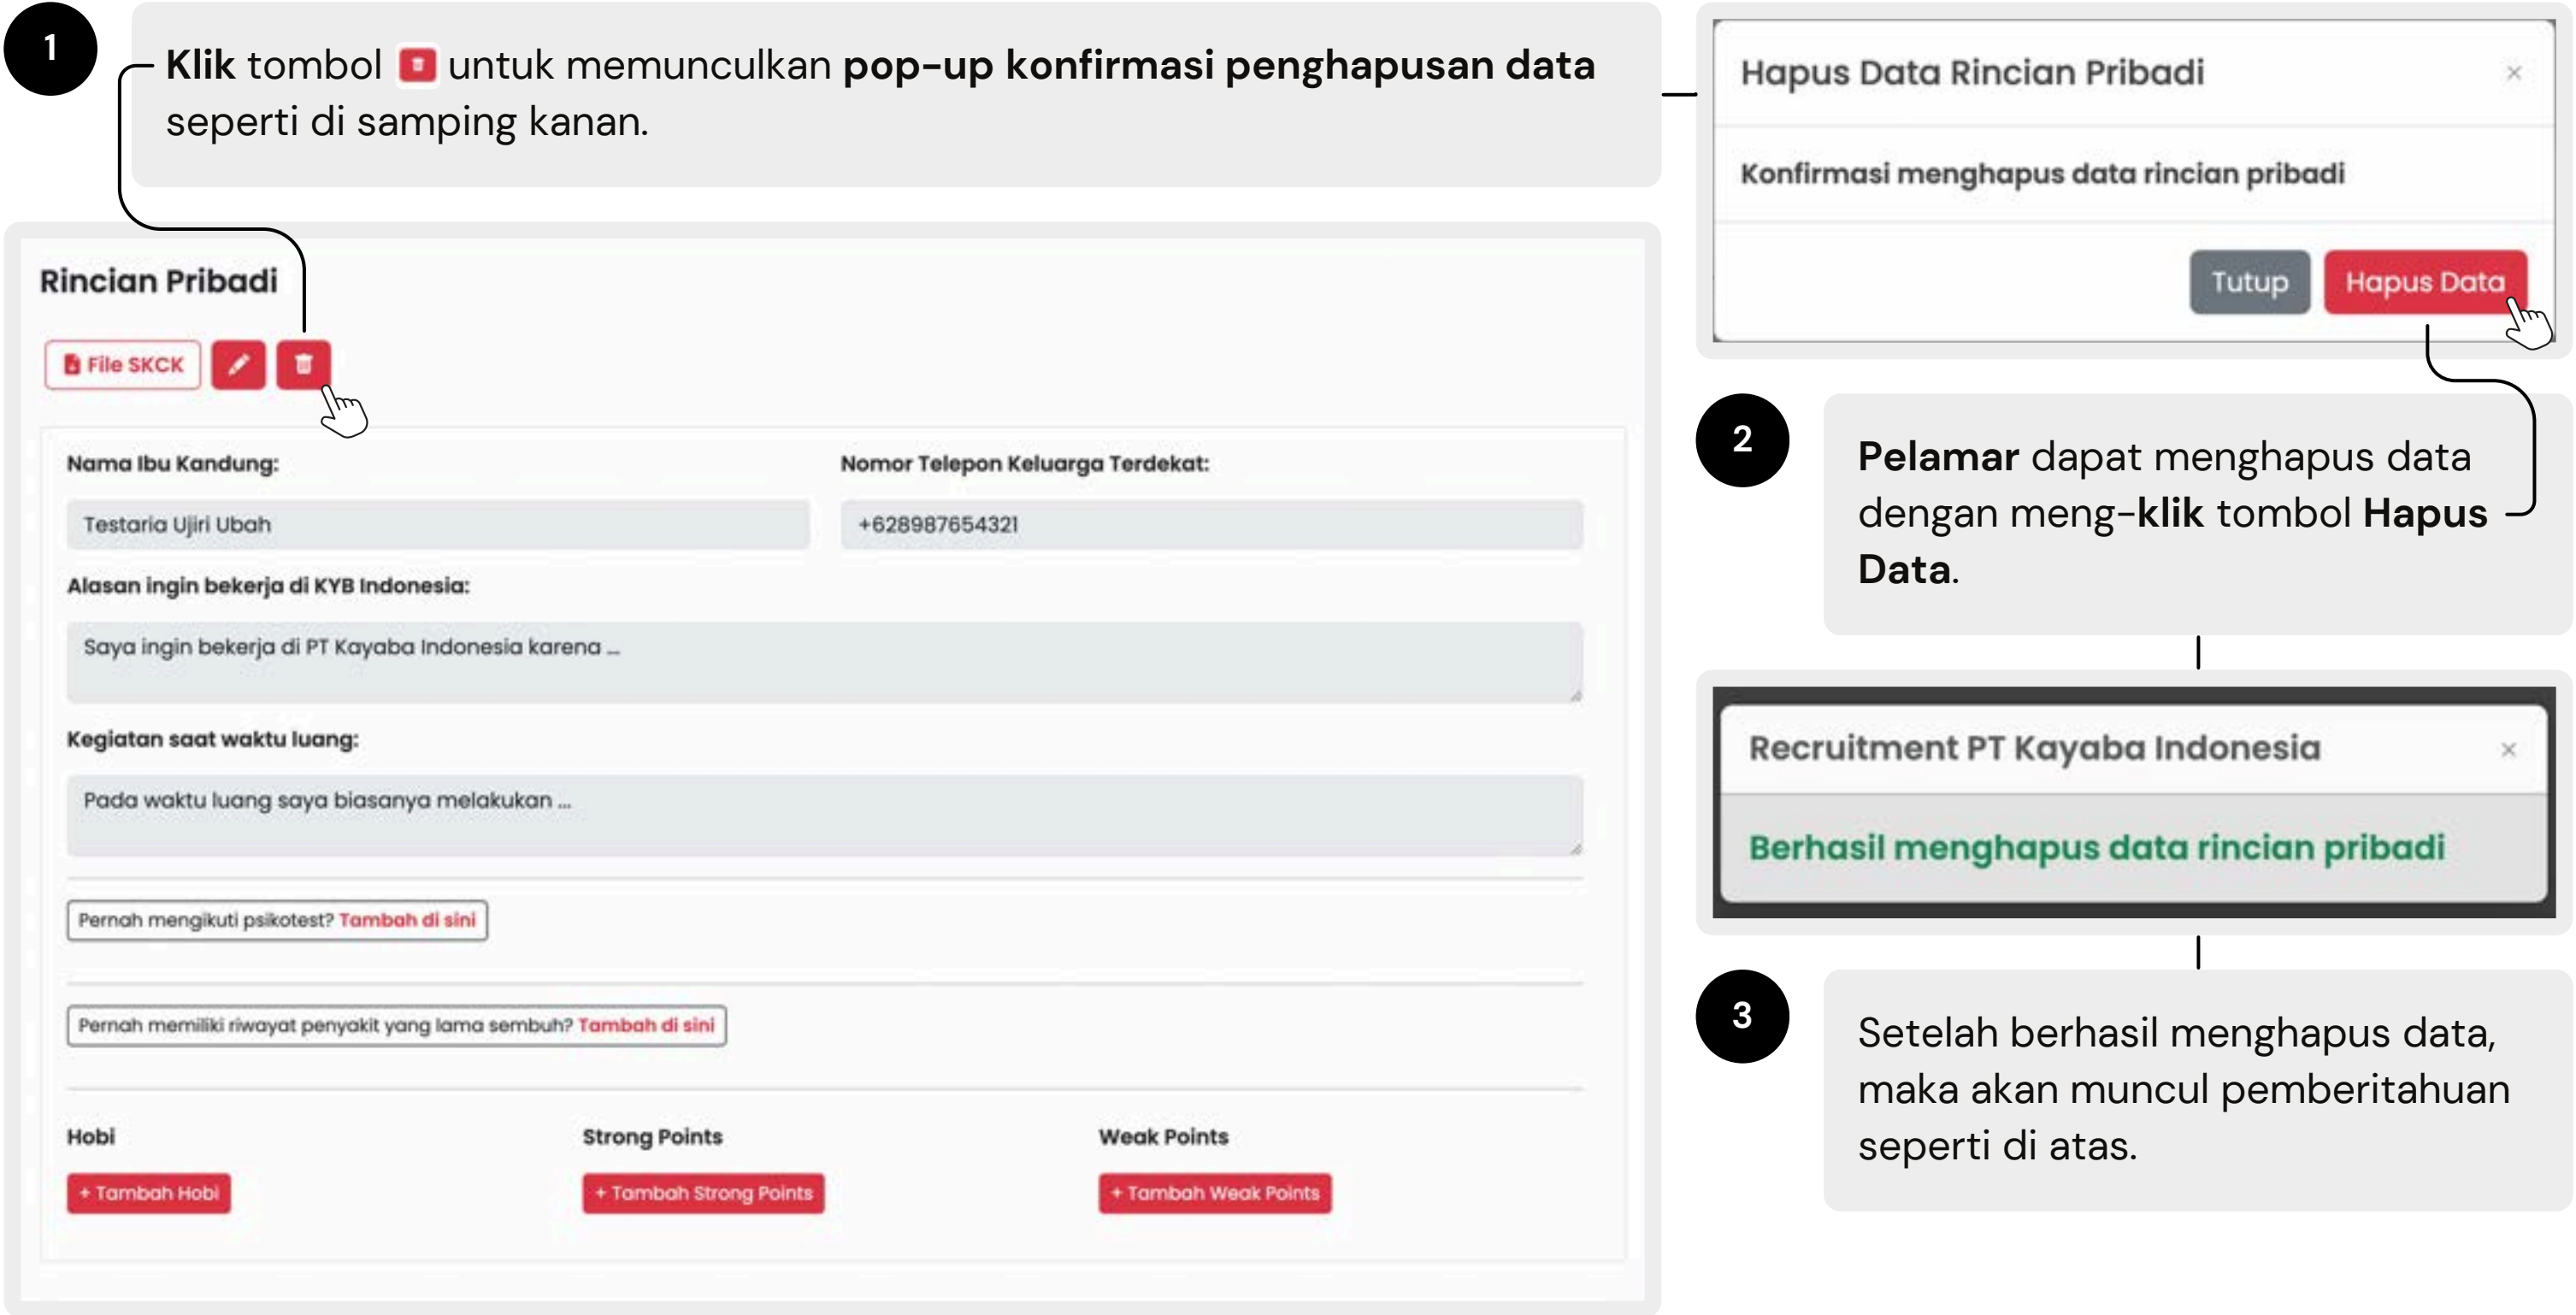 1
Klik tombol untuk memunculkan pop-up konfirmasi penghapusan data
seperti di samping kanan.
Hapus Data Rincian Pribadi ×
Konfirmasi menghapus data rincian pribadi
Tutup Hapus Data
Rincian Pribadi
File SKCK
Nama Ibu Kandung: Nomor Telepon Keluarga Terdekat:
Testaria Ujiri Ubah +628987654321
Alasan ingin bekerja di KYB Indonesia:
Saya ingin bekerja di PT Kayaba Indonesia karena ...
Kegiatan saat waktu luang:
Pada waktu luang saya biasanya melakukan ...
Pernah mengikuti psikotest? Tambah di sini
Pernah memiliki riwayat penyakit yang lama sembuh? Tambah di sini
Hobi Strong Points Weak Points
+ Tambah Hobi + Tambah Strong Points + Tambah Weak Points
2
Pelamar dapat menghapus data
dengan meng-klik tombol Hapus
Data.
Recruitment PT Kayaba Indonesia ×
Berhasil menghapus data rincian pribadi
3
Setelah berhasil menghapus data,
maka akan muncul pemberitahuan
seperti di atas.